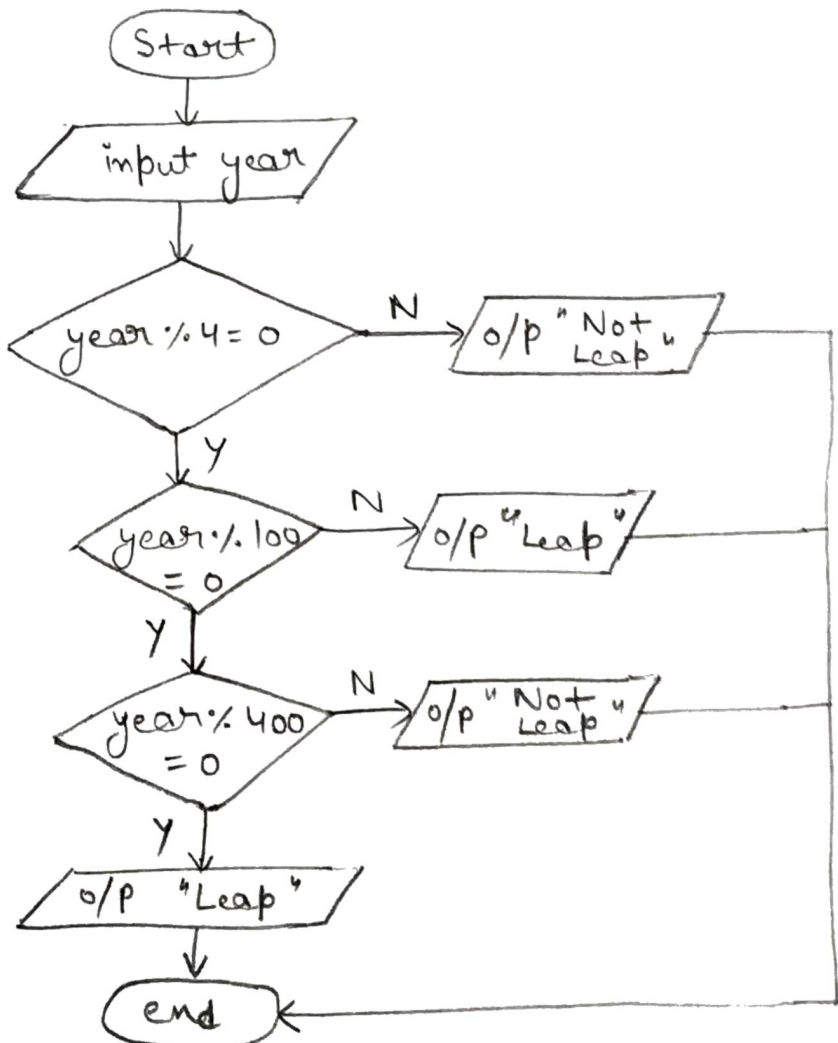 Start
input year
year % 4 = 0
N
o/p "Not
Leap"
Y
year % 100
= 0
N
o/p "Leap"
Y
year % 400
= 0
N
o/p "Not
Leap"
Y
o/p "Leap"
end